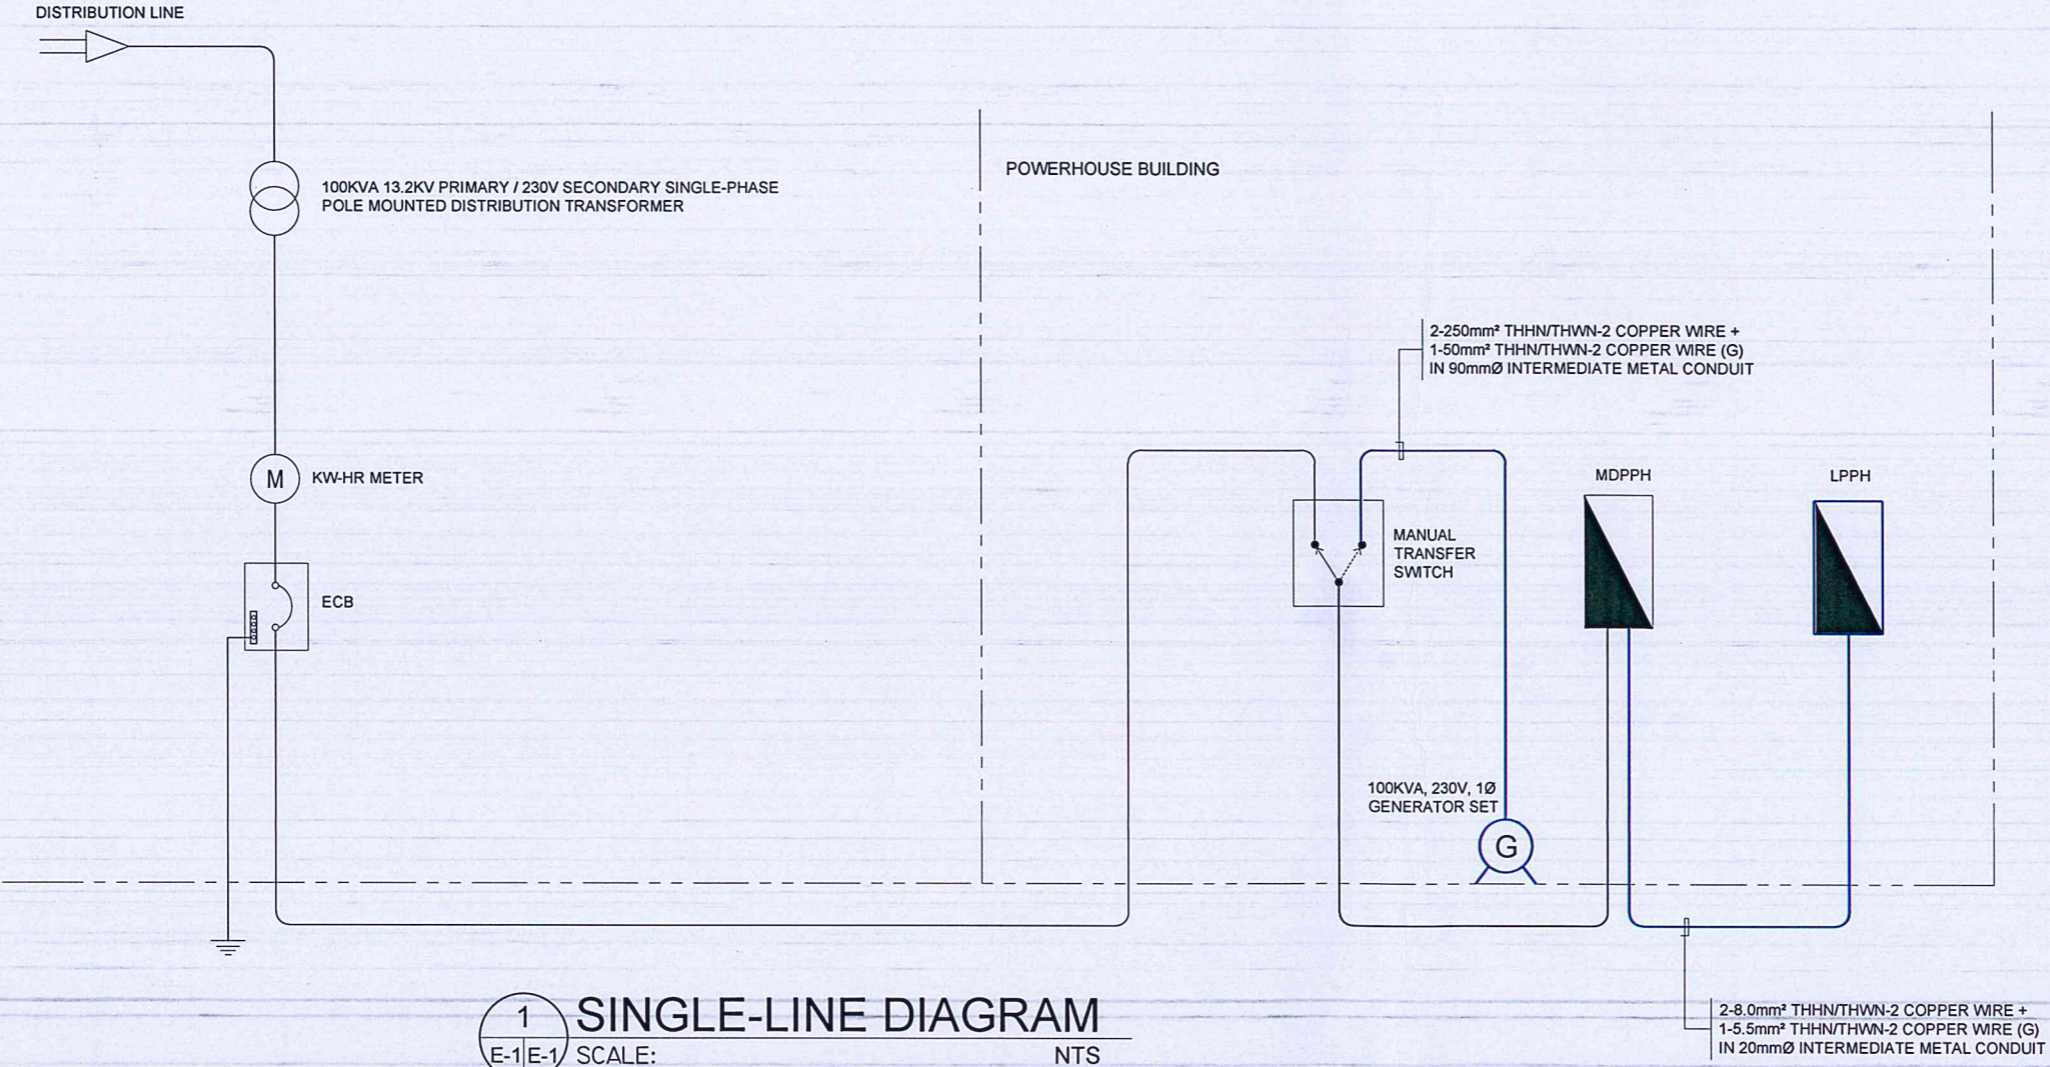 DISTRIBUTION LINE
100KVA 13.2KV PRIMARY / 230V SECONDARY SINGLE-PHASE
POLE MOUNTED DISTRIBUTION TRANSFORMER
POWERHOUSE BUILDING
2-250mm² THHN/THWN-2 COPPER WIRE +
1-50mm² THHN/THWN-2 COPPER WIRE (G)
IN 90mmØ INTERMEDIATE METAL CONDUIT
M
KW-HR METER
MDPPH
LPPH
MANUAL
TRANSFER
SWITCH
ECB
100KVA, 230V, 1Ø
GENERATOR SET
G
1
SINGLE-LINE DIAGRAM
E-1 E-1
SCALE:
NTS
2-8.0mm² THHN/THWN-2 COPPER WIRE +
1-5.5mm² THHN/THWN-2 COPPER WIRE (G)
IN 20mmØ INTERMEDIATE METAL CONDUIT